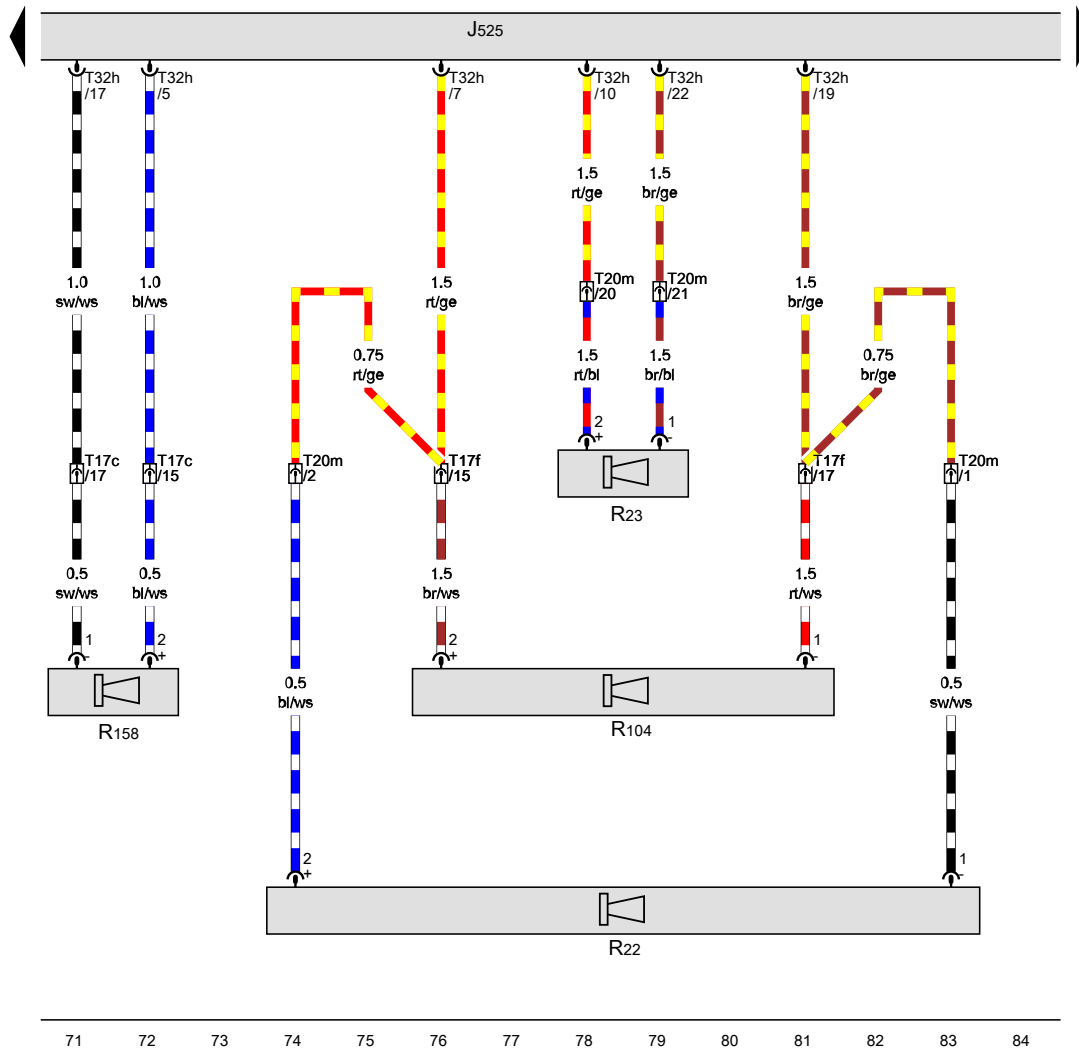 J525
T32h
/17
T32h
/5
T32h
/7
T32h
/10
T32h
/22
T32h
/19
1.5
rt/ge
1.5
br/ge
1.0
sw/ws
1.0
bl/ws
1.5
rt/ge
T20m
/20
T20m
/21
1.5
br/ge
0.75
rt/ge
1.5
rt/bl
1.5
br/bl
0.75
br/ge
2
+
1
-
T17c
/17
T17c
/15
T20m
/2
T17f
/15
R23
T17f
/17
T20m
/1
0.5
sw/ws
0.5
bl/ws
1.5
br/ws
1.5
rt/ws
1
-
2
+
2
+
1
-
R158
R104
0.5
bl/ws
0.5
sw/ws
2
+
1
-
R22
71 72 73 74 75 76 77 78 79 80 81 82 83 84